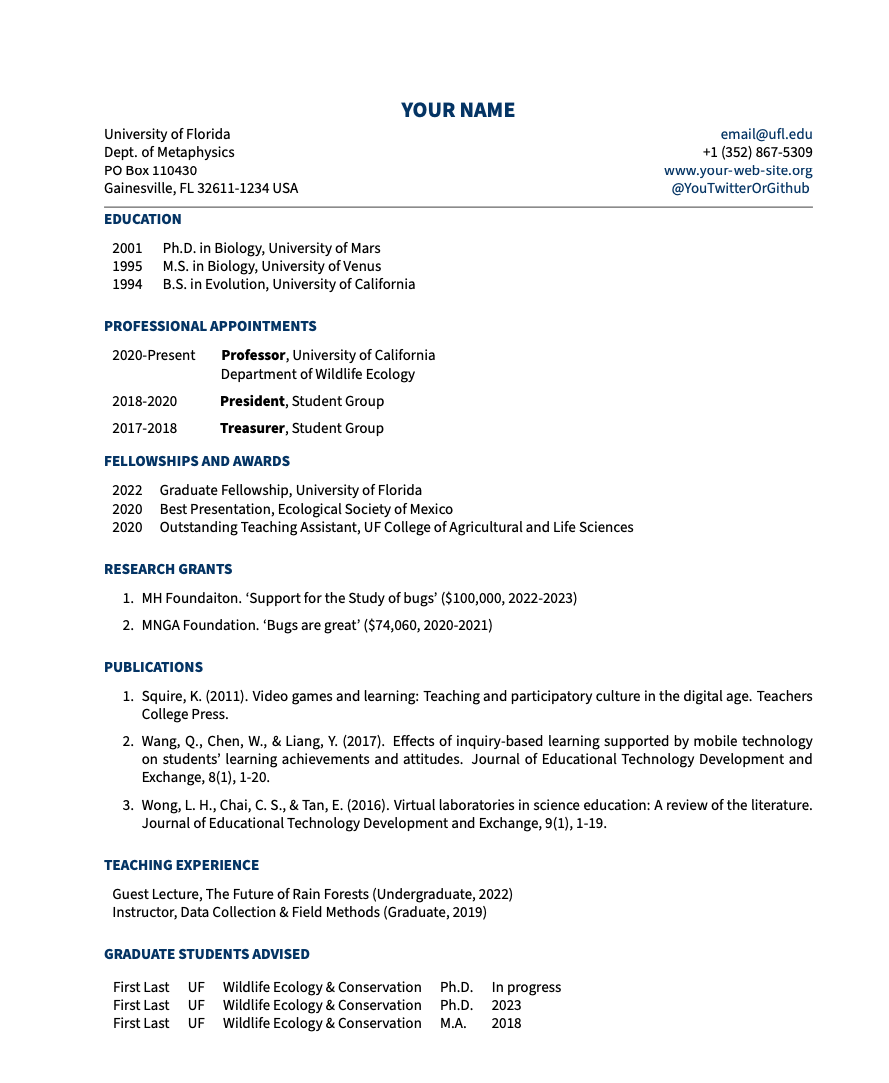 YOUR NAME
University of Florida
Dept. of Metaphysics
PO Box 110430
Gainesville, FL 32611-1234 USA
email@ufl.edu
+1 (352) 867-5309
www.your-web-site.org
@YouTwitterOrGithub
EDUCATION
2001 Ph.D. in Biology, University of Mars
1995 M.S. in Biology, University of Venus
1994 B.S. in Evolution, University of California
PROFESSIONAL APPOINTMENTS
2020-Present Professor, University of California
Department of Wildlife Ecology
2018-2020 President, Student Group
2017-2018 Treasurer, Student Group
FELLOWSHIPS AND AWARDS
2022 Graduate Fellowship, University of Florida
2020 Best Presentation, Ecological Society of Mexico
2020 Outstanding Teaching Assistant, UF College of Agricultural and Life Sciences
RESEARCH GRANTS
1. MH Foundaiton. ‘Support for the Study of bugs’ ($100,000, 2022-2023)
2. MNGA Foundation. ‘Bugs are great’ ($74,060, 2020-2021)
PUBLICATIONS
1. Squire, K. (2011). Video games and learning: Teaching and participatory culture in the digital age. Teachers
College Press.
2. Wang, Q., Chen, W., & Liang, Y. (2017). Effects of inquiry-based learning supported by mobile technology
on students’ learning achievements and attitudes. Journal of Educational Technology Development and
Exchange, 8(1), 1-20.
3. Wong, L. H., Chai, C. S., & Tan, E. (2016). Virtual laboratories in science education: A review of the literature.
Journal of Educational Technology Development and Exchange, 9(1), 1-19.
TEACHING EXPERIENCE
Guest Lecture, The Future of Rain Forests (Undergraduate, 2022)
Instructor, Data Collection & Field Methods (Graduate, 2019)
GRADUATE STUDENTS ADVISED
First Last UF Wildlife Ecology & Conservation Ph.D. In progress
First Last UF Wildlife Ecology & Conservation Ph.D. 2023
First Last UF Wildlife Ecology & Conservation M.A. 2018